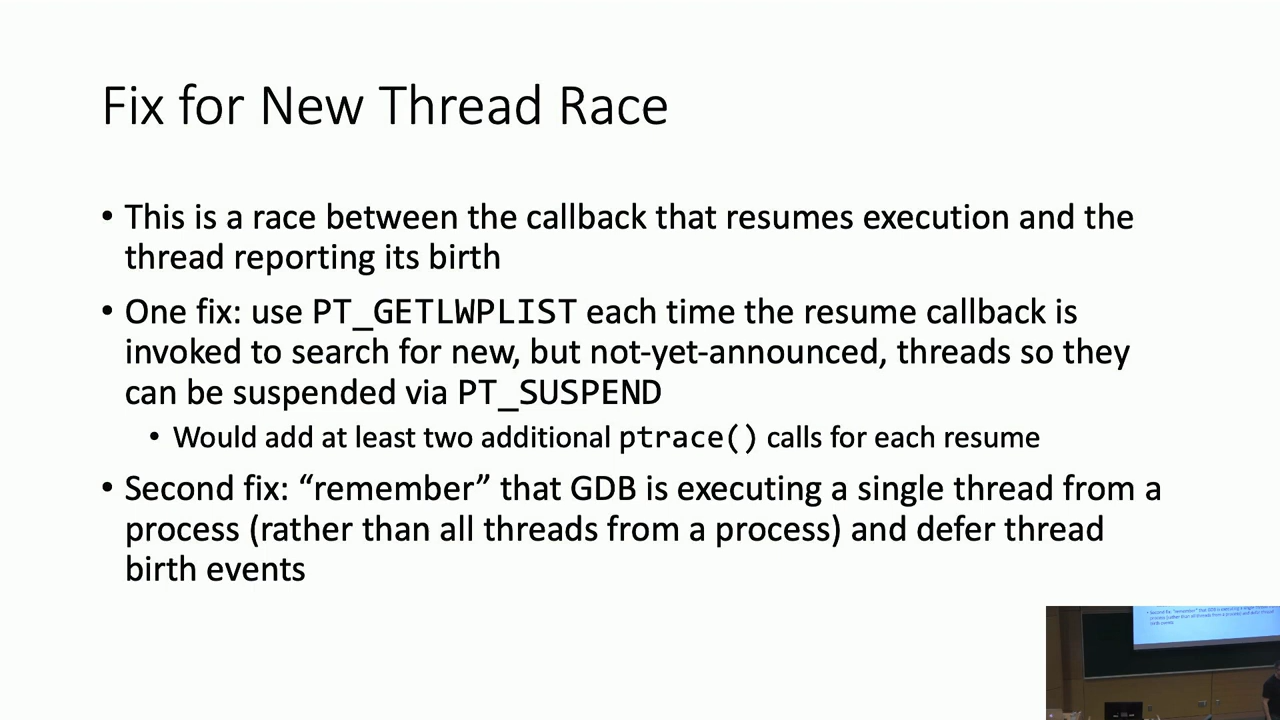 Fix for New Thread Race
• This is a race between the callback that resumes execution and the
thread reporting its birth
• One fix: use PT_GETLWPLIST each time the resume callback is
invoked to search for new, but not-yet-announced, threads so they
can be suspended via PT_SUSPEND
• Would add at least two additional ptrace() calls for each resume
• Second fix: “remember” that GDB is executing a single thread from a
process (rather than all threads from a process) and defer thread
birth events